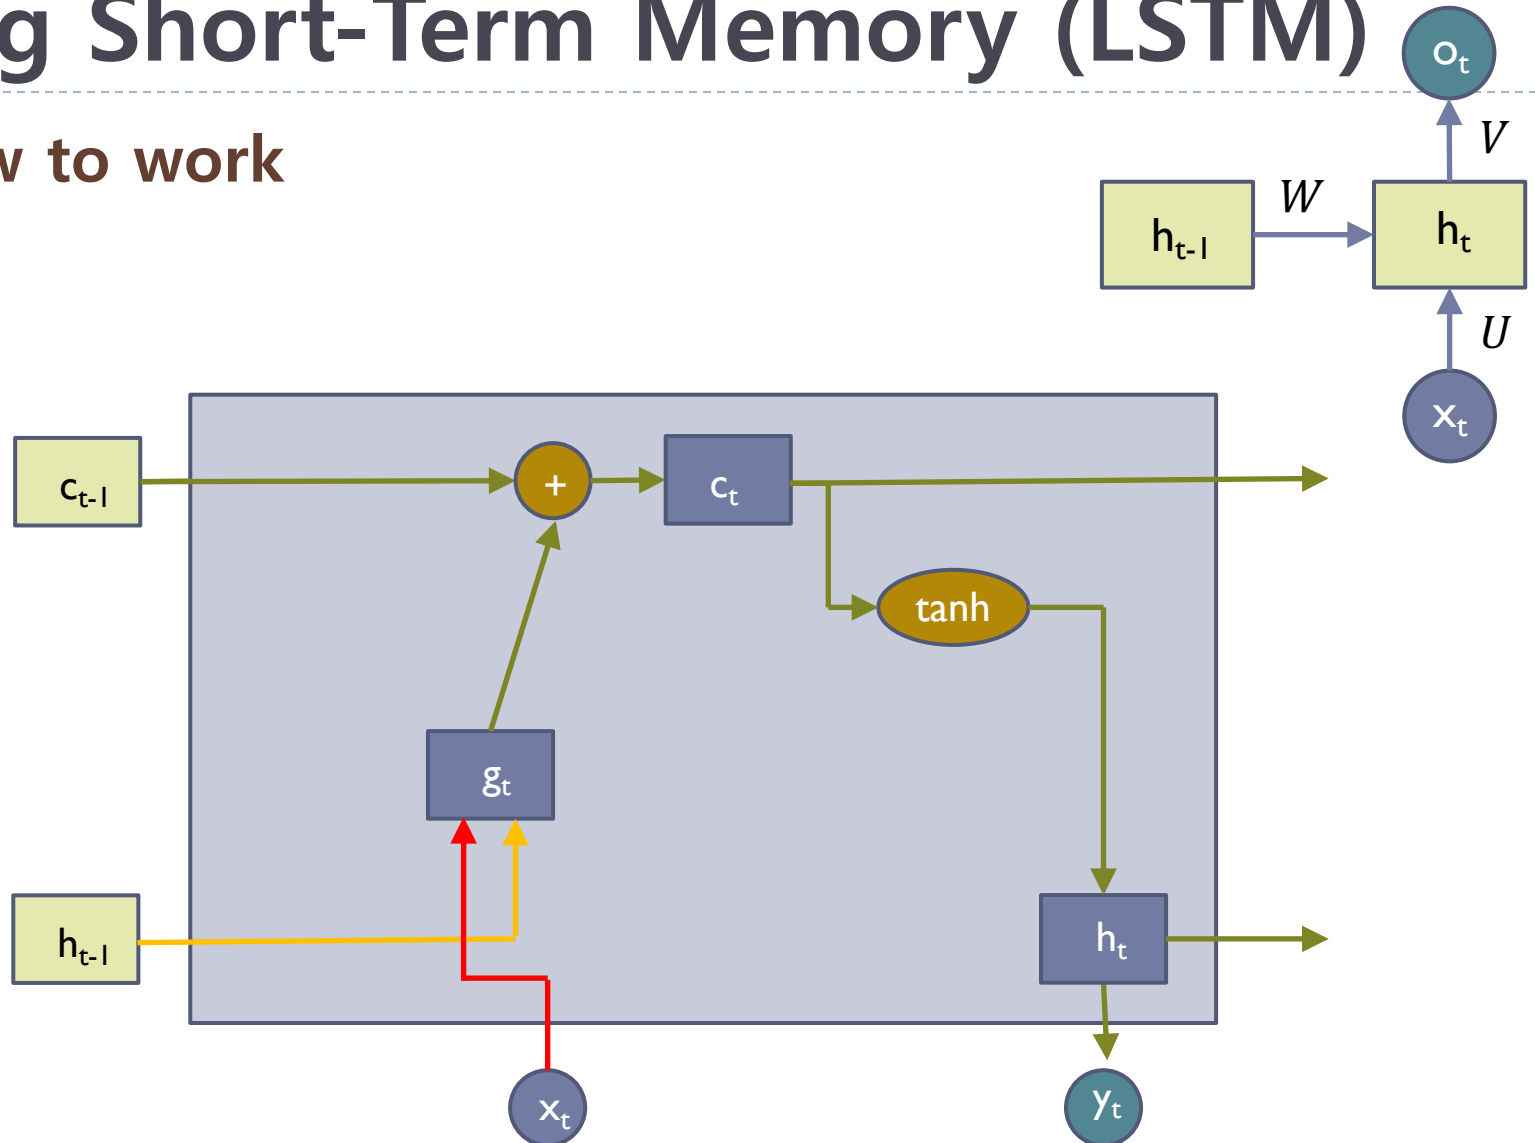 g Short-Term Memory (LSTM)
oₜ
w to work
V
W
hₜ₋₁
hₜ
U
xₜ
cₜ₋₁
+
cₜ
tanh
gₜ
hₜ₋₁
hₜ
xₜ
yₜ